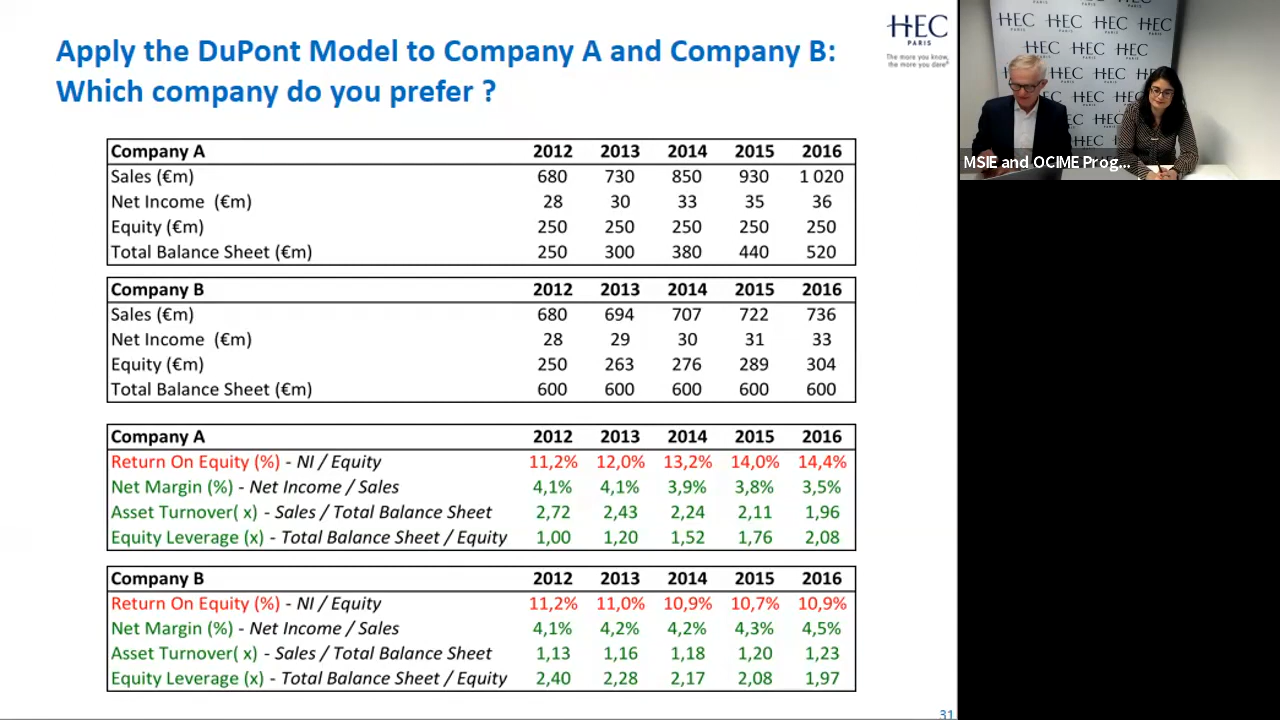 Apply the DuPont Model to Company A and Company B:
Which company do you prefer ?
HEC
PARIS
The more you know,
the more you dare®
Company A 2012 2013 2014 2015 2016
Sales (€m) 680 730 850 930 1 020
Net Income (€m) 28 30 33 35 36
Equity (€m) 250 250 250 250 250
Total Balance Sheet (€m) 250 300 380 440 520
Company B 2012 2013 2014 2015 2016
Sales (€m) 680 694 707 722 736
Net Income (€m) 28 29 30 31 33
Equity (€m) 250 263 276 289 304
Total Balance Sheet (€m) 600 600 600 600 600
Company A 2012 2013 2014 2015 2016
Return On Equity (%) - NI / Equity 11,2% 12,0% 13,2% 14,0% 14,4%
Net Margin (%) - Net Income / Sales 4,1% 4,1% 3,9% 3,8% 3,5%
Asset Turnover( x) - Sales / Total Balance Sheet 2,72 2,43 2,24 2,11 1,96
Equity Leverage (x) - Total Balance Sheet / Equity 1,00 1,20 1,52 1,76 2,08
Company B 2012 2013 2014 2015 2016
Return On Equity (%) - NI / Equity 11,2% 11,0% 10,9% 10,7% 10,9%
Net Margin (%) - Net Income / Sales 4,1% 4,2% 4,2% 4,3% 4,5%
Asset Turnover( x) - Sales / Total Balance Sheet 1,13 1,16 1,18 1,20 1,23
Equity Leverage (x) - Total Balance Sheet / Equity 2,40 2,28 2,17 2,08 1,97
31
HEC HEC HEC HEC
HEC HEC HEC
MSIE and OCIME Prog...